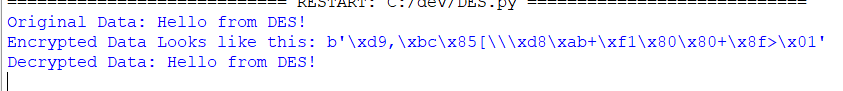 ============================ RESTART: C:/dev/DES.py ============================
Original Data: Hello from DES!
Encrypted Data Looks like this: b'\xd9,\xbc\x85[\\\xd8\xab+\xf1\x80\x80+\x8f>\x01'
Decrypted Data: Hello from DES!